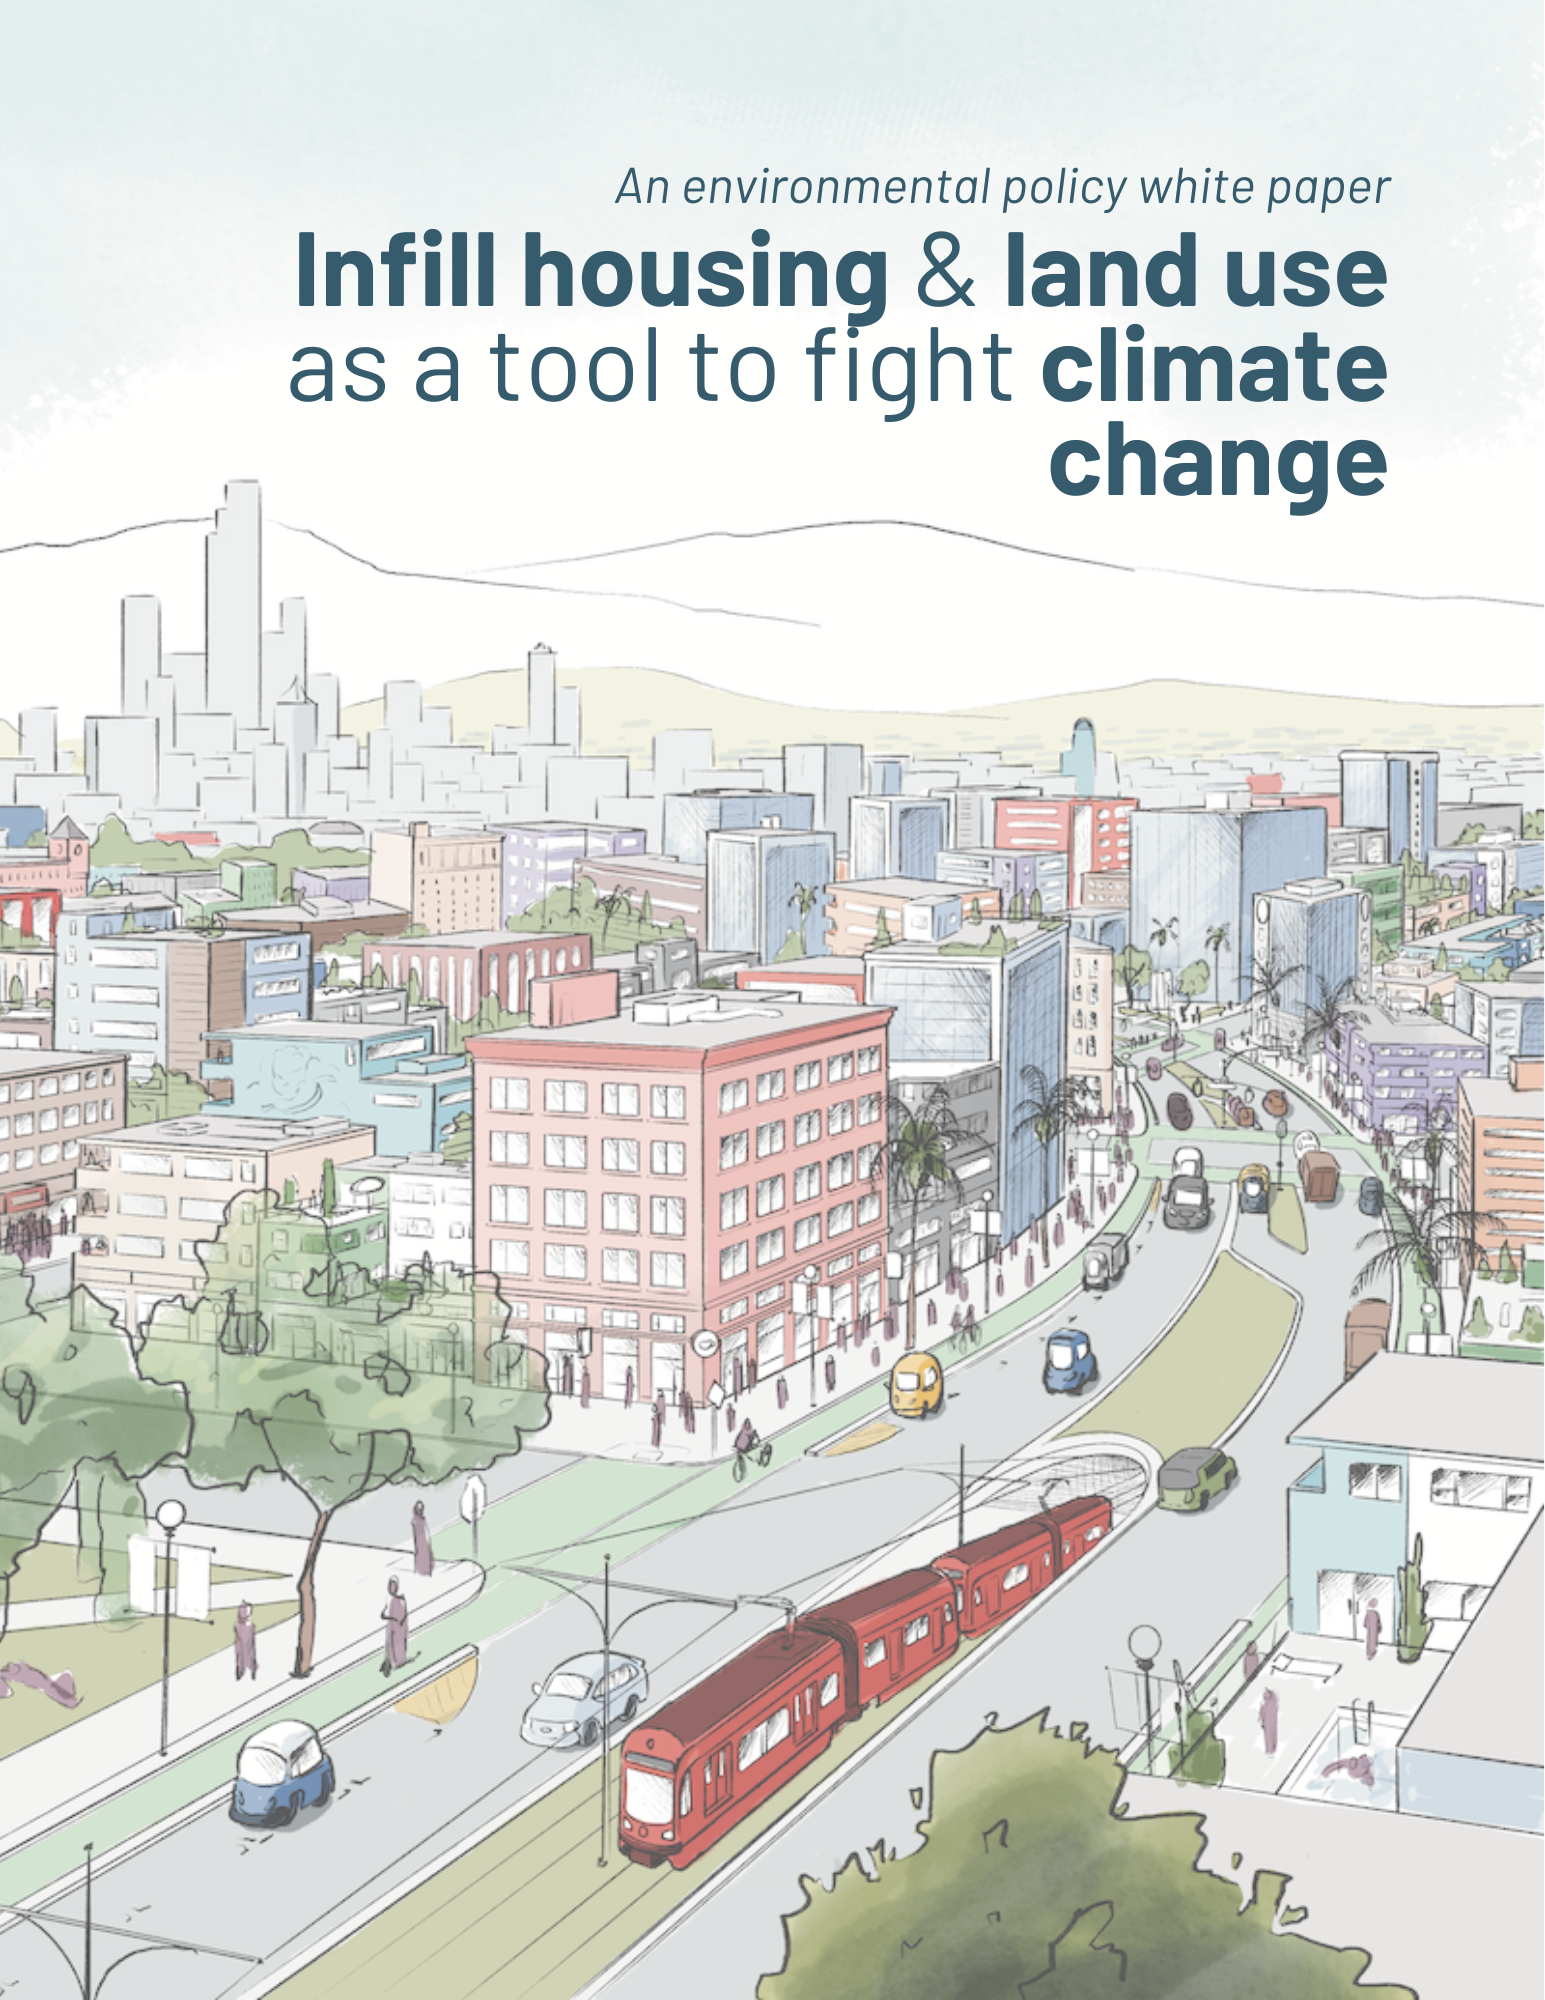 An environmental policy white paper
Infill housing & land use
as a tool to fight climate
change